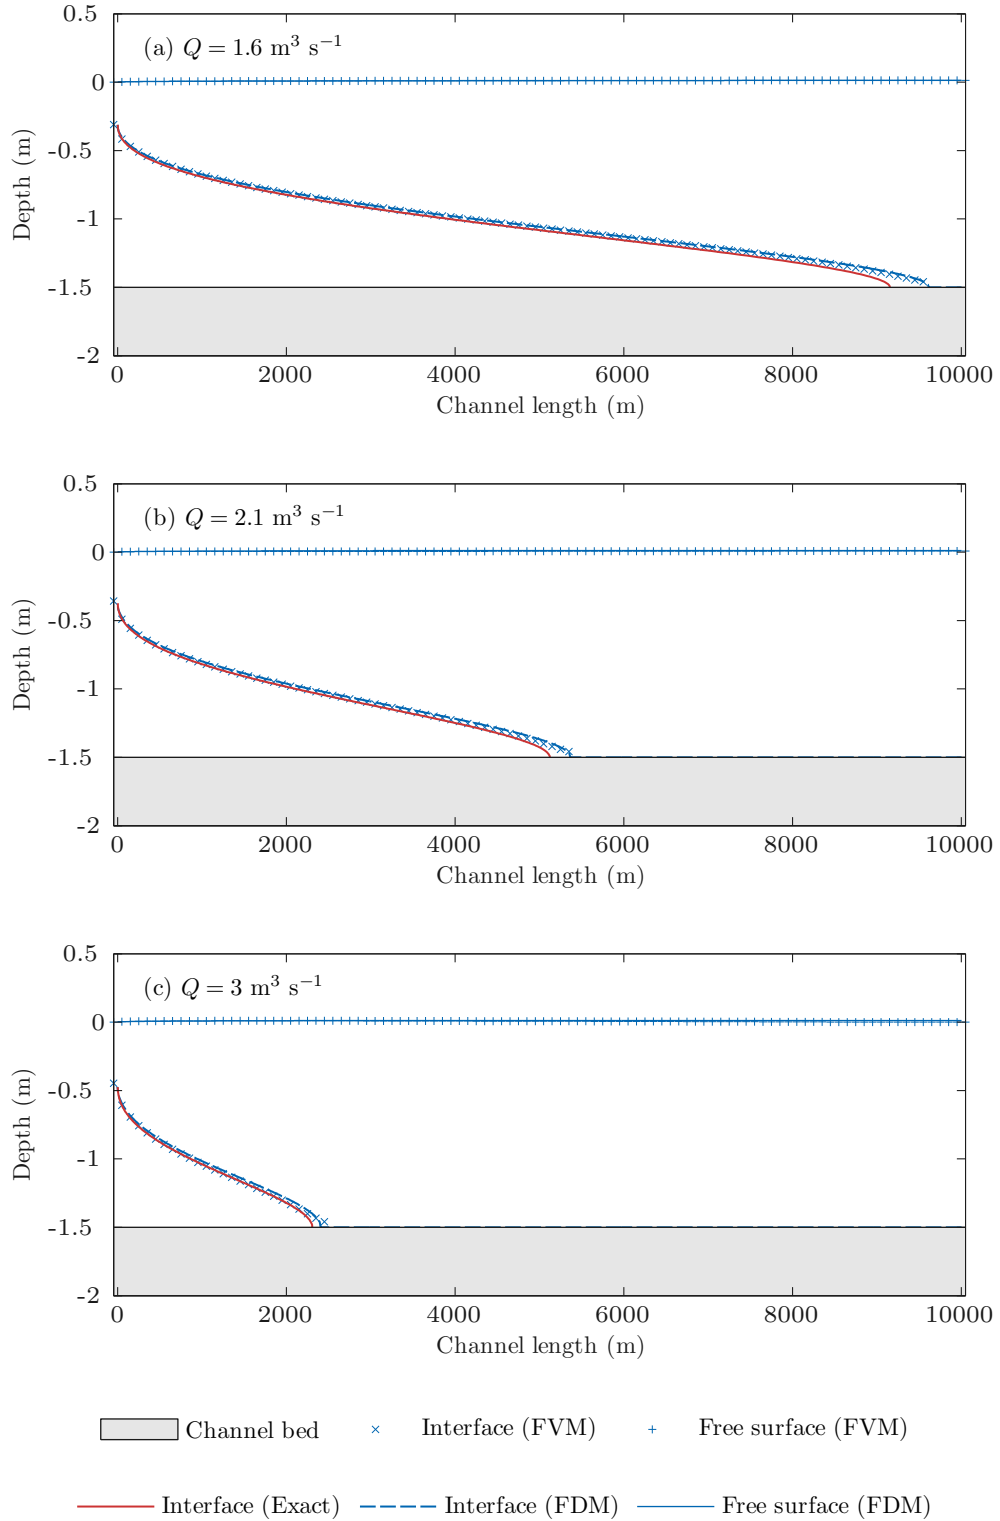 0.5
(a) Q = 1.6 m³ s⁻¹
0
-0.5
-1
-1.5
-2
Depth (m)
0 2000 4000 6000 8000 10000
Channel length (m)
0.5
(b) Q = 2.1 m³ s⁻¹
0
-0.5
-1
-1.5
-2
Depth (m)
0 2000 4000 6000 8000 10000
Channel length (m)
0.5
(c) Q = 3 m³ s⁻¹
0
-0.5
-1
-1.5
-2
Depth (m)
0 2000 4000 6000 8000 10000
Channel length (m)
Channel bed Interface (FVM) Free surface (FVM)
Interface (Exact) Interface (FDM) Free surface (FDM)